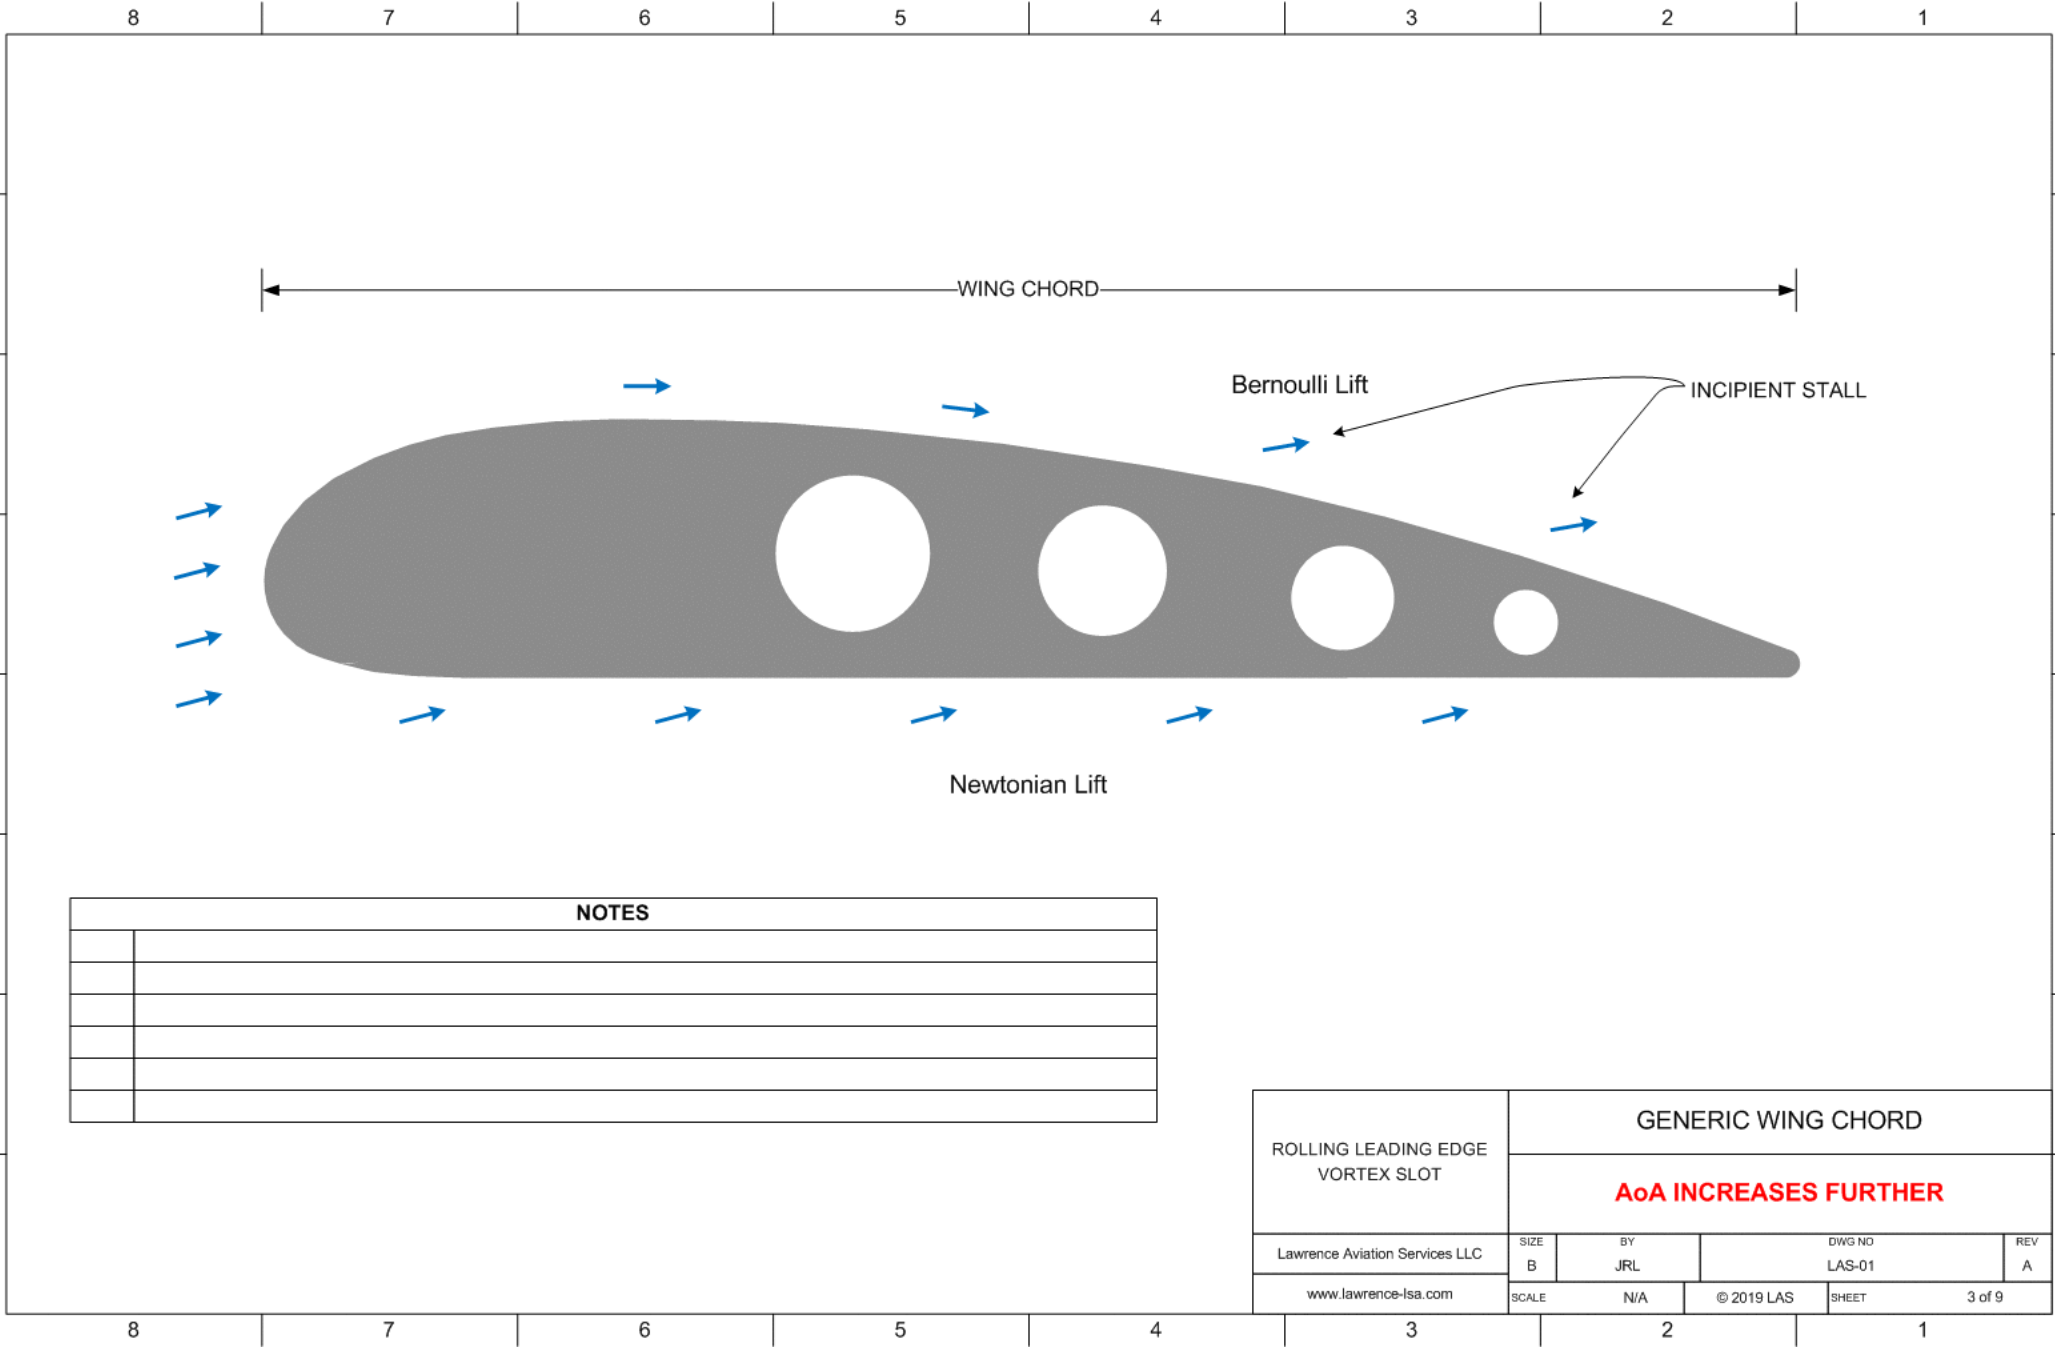 8 7 6 5 4 3 2 1
WING CHORD
Bernoulli Lift
INCIPIENT STALL
Newtonian Lift
NOTES
ROLLING LEADING EDGE
VORTEX SLOT
GENERIC WING CHORD
AoA INCREASES FURTHER
Lawrence Aviation Services LLC
www.lawrence-lsa.com
SIZE BY DWG NO REV
B JRL LAS-01 A
SCALE N/A © 2019 LAS SHEET 3 of 9
8 7 6 5 4 3 2 1